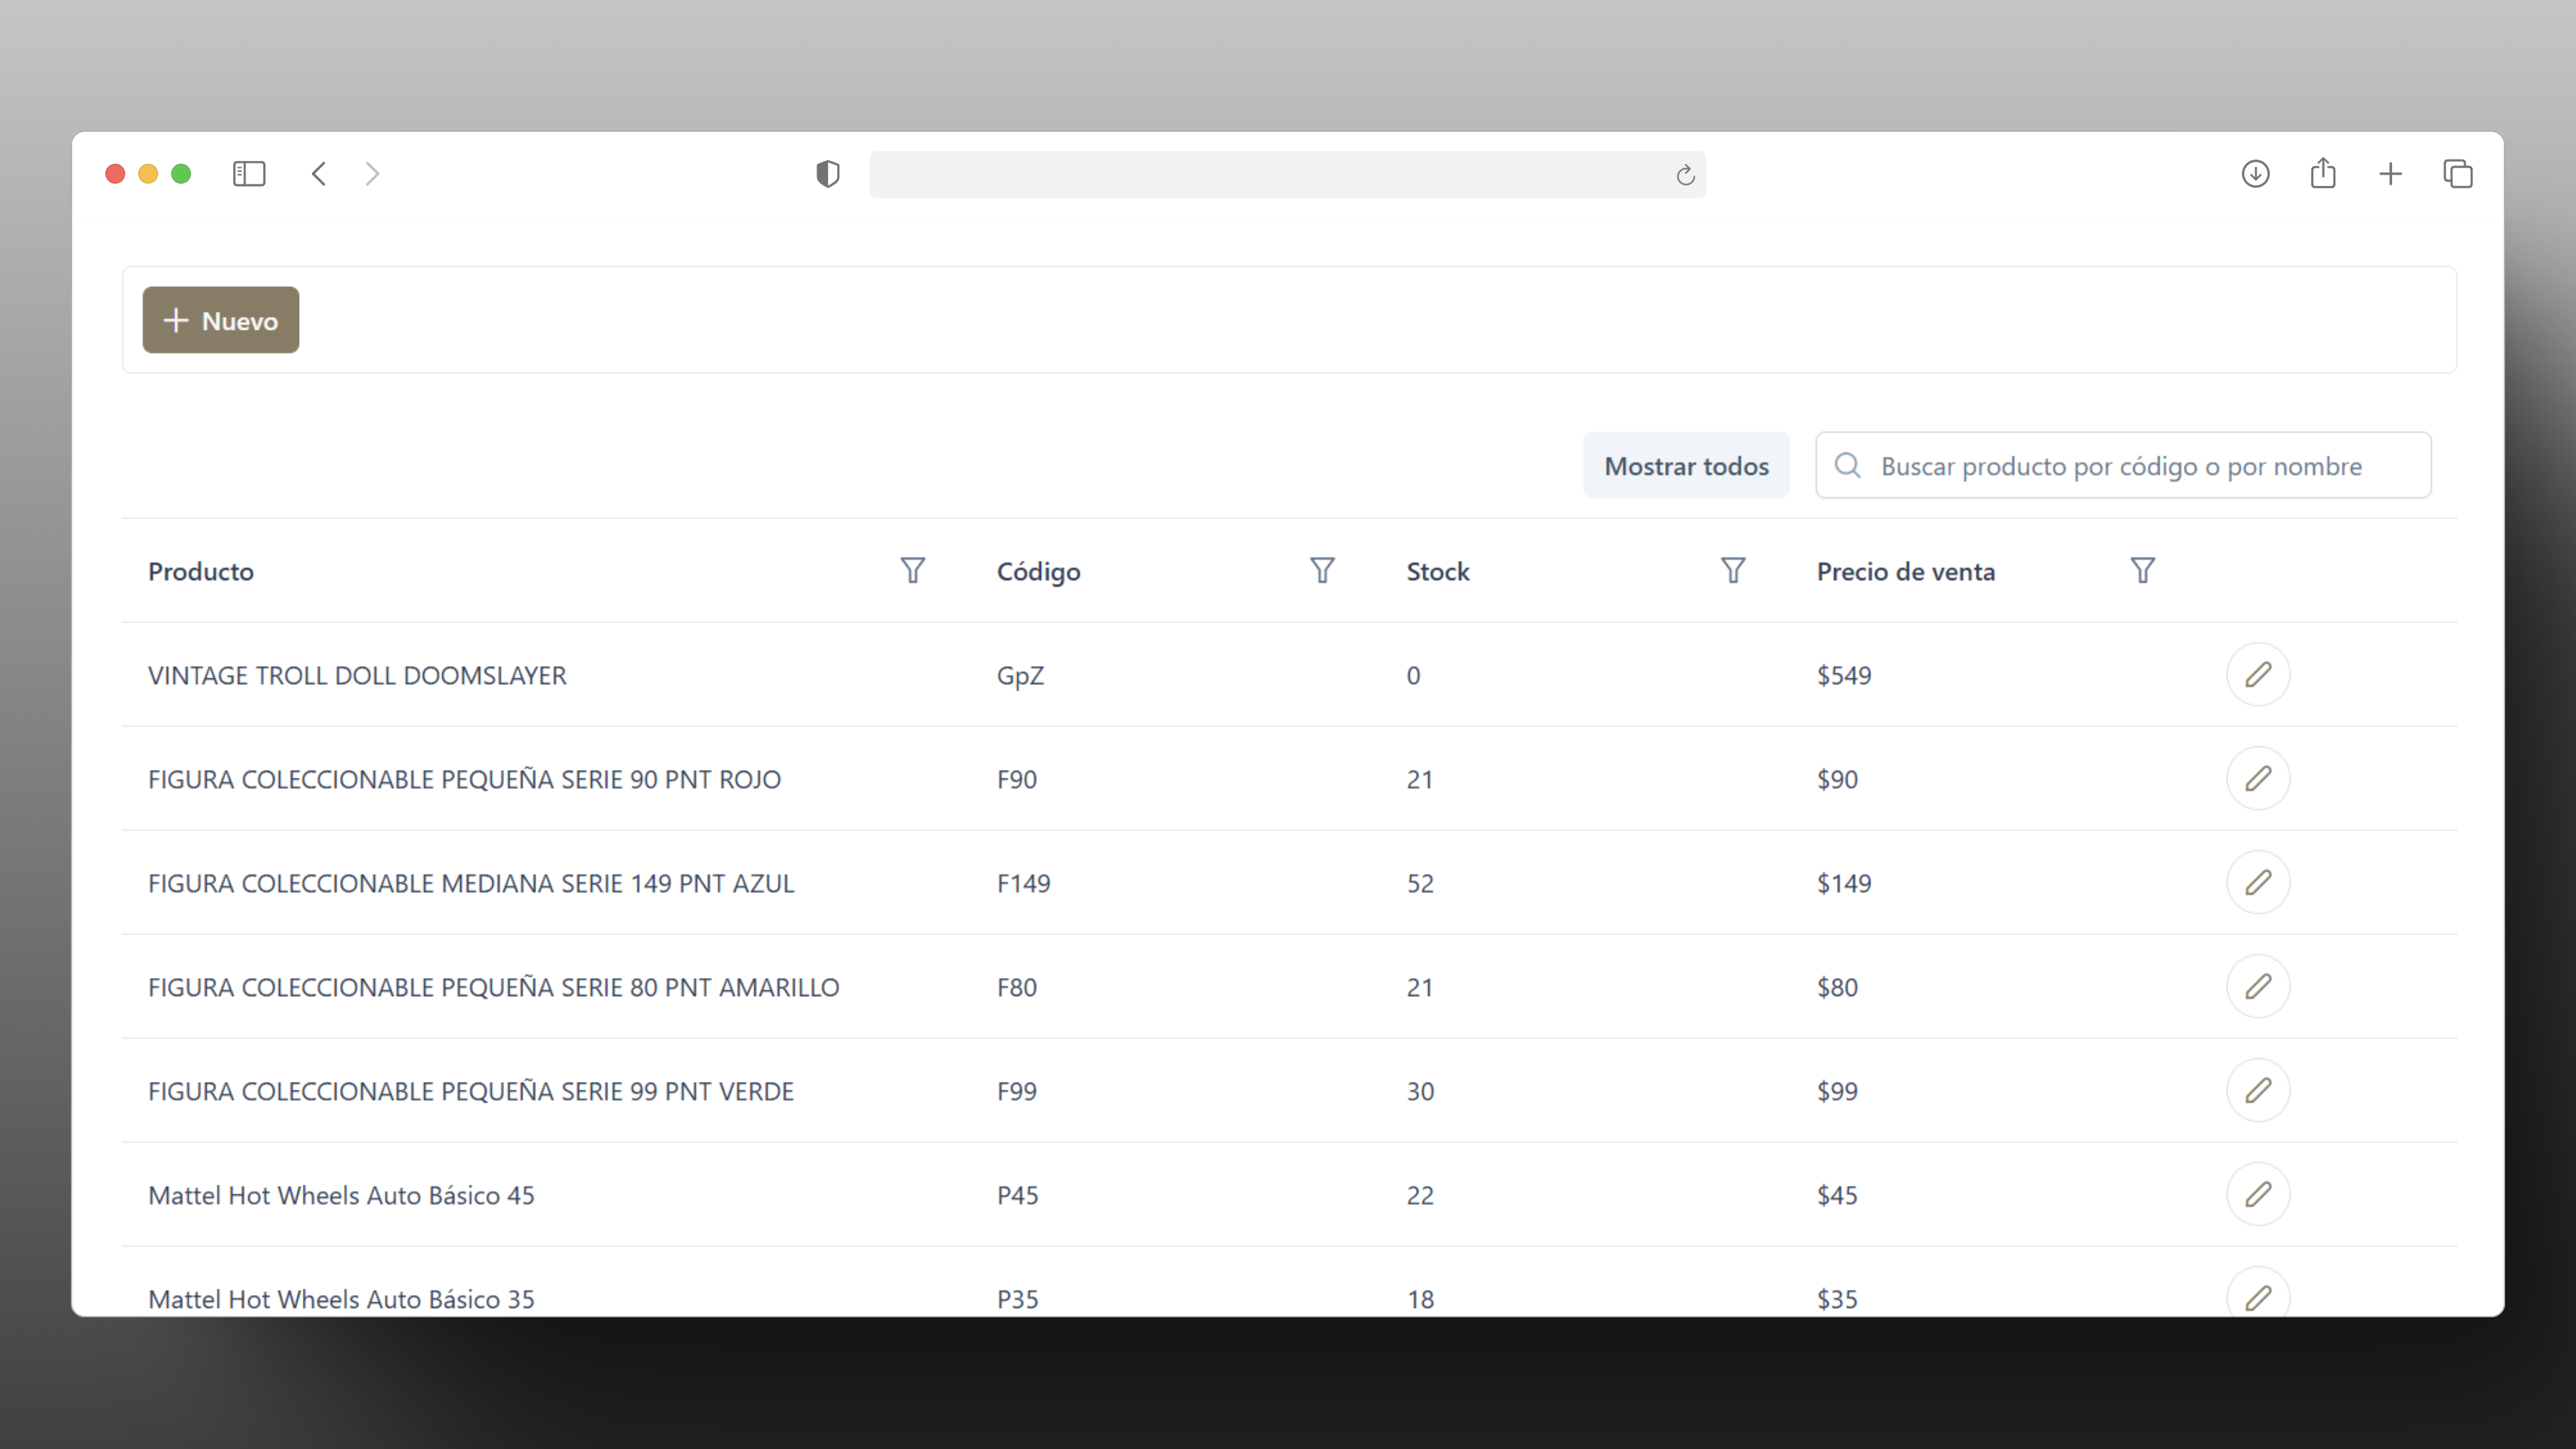 Nuevo
Mostrar todos Buscar producto por código o por nombre
Producto Código Stock Precio de venta
VINTAGE TROLL DOLL DOOMSLAYER GpZ 0 $549
FIGURA COLECCIONABLE PEQUEÑA SERIE 90 PNT ROJO F90 21 $90
FIGURA COLECCIONABLE MEDIANA SERIE 149 PNT AZUL F149 52 $149
FIGURA COLECCIONABLE PEQUEÑA SERIE 80 PNT AMARILLO F80 21 $80
FIGURA COLECCIONABLE PEQUEÑA SERIE 99 PNT VERDE F99 30 $99
Mattel Hot Wheels Auto Básico 45 P45 22 $45
Mattel Hot Wheels Auto Básico 35 P35 18 $35